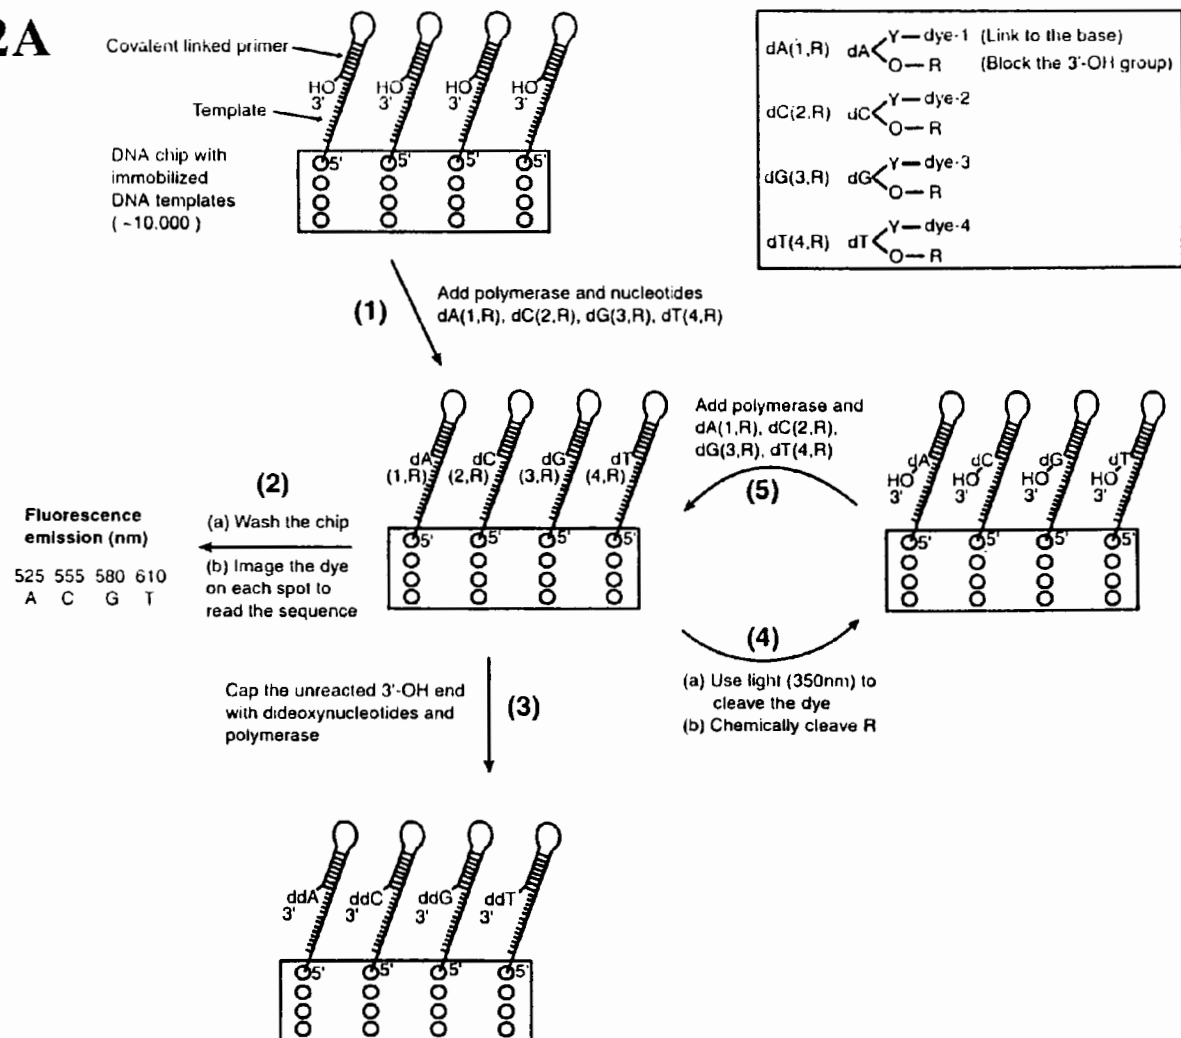 2A
Covalent linked primer
HO HO HO HO
3' 3' 3' 3'
Template
DNA chip with
immobilized
DNA templates
( ~10.000 )
5' 5' 5' 5'
dA(1,R) dA Y—dye-1 (Link to the base)
O—R (Block the 3'-OH group)
dC(2,R) dC Y—dye-2
O—R
dG(3,R) dG Y—dye-3
O—R
dT(4,R) dT Y—dye-4
O—R
(1)
Add polymerase and nucleotides
dA(1,R), dC(2,R), dG(3,R), dT(4,R)
dA dC dG dT
(1,R) (2,R) (3,R) (4,R)
5' 5' 5' 5'
Add polymerase and
dA(1,R), dC(2,R),
dG(3,R), dT(4,R)
(5)
dA dC dG dT
HO HO HO HO
3' 3' 3' 3'
5' 5' 5' 5'
(2)
(a) Wash the chip
(b) Image the dye
on each spot to
read the sequence
Fluorescence
emission (nm)
525 555 580 610
A C G T
(4)
(a) Use light (350nm) to
cleave the dye
(b) Chemically cleave R
Cap the unreacted 3'-OH end
with dideoxynucleotides and
polymerase
(3)
ddA ddC ddG ddT
3' 3' 3' 3'
5' 5' 5' 5'